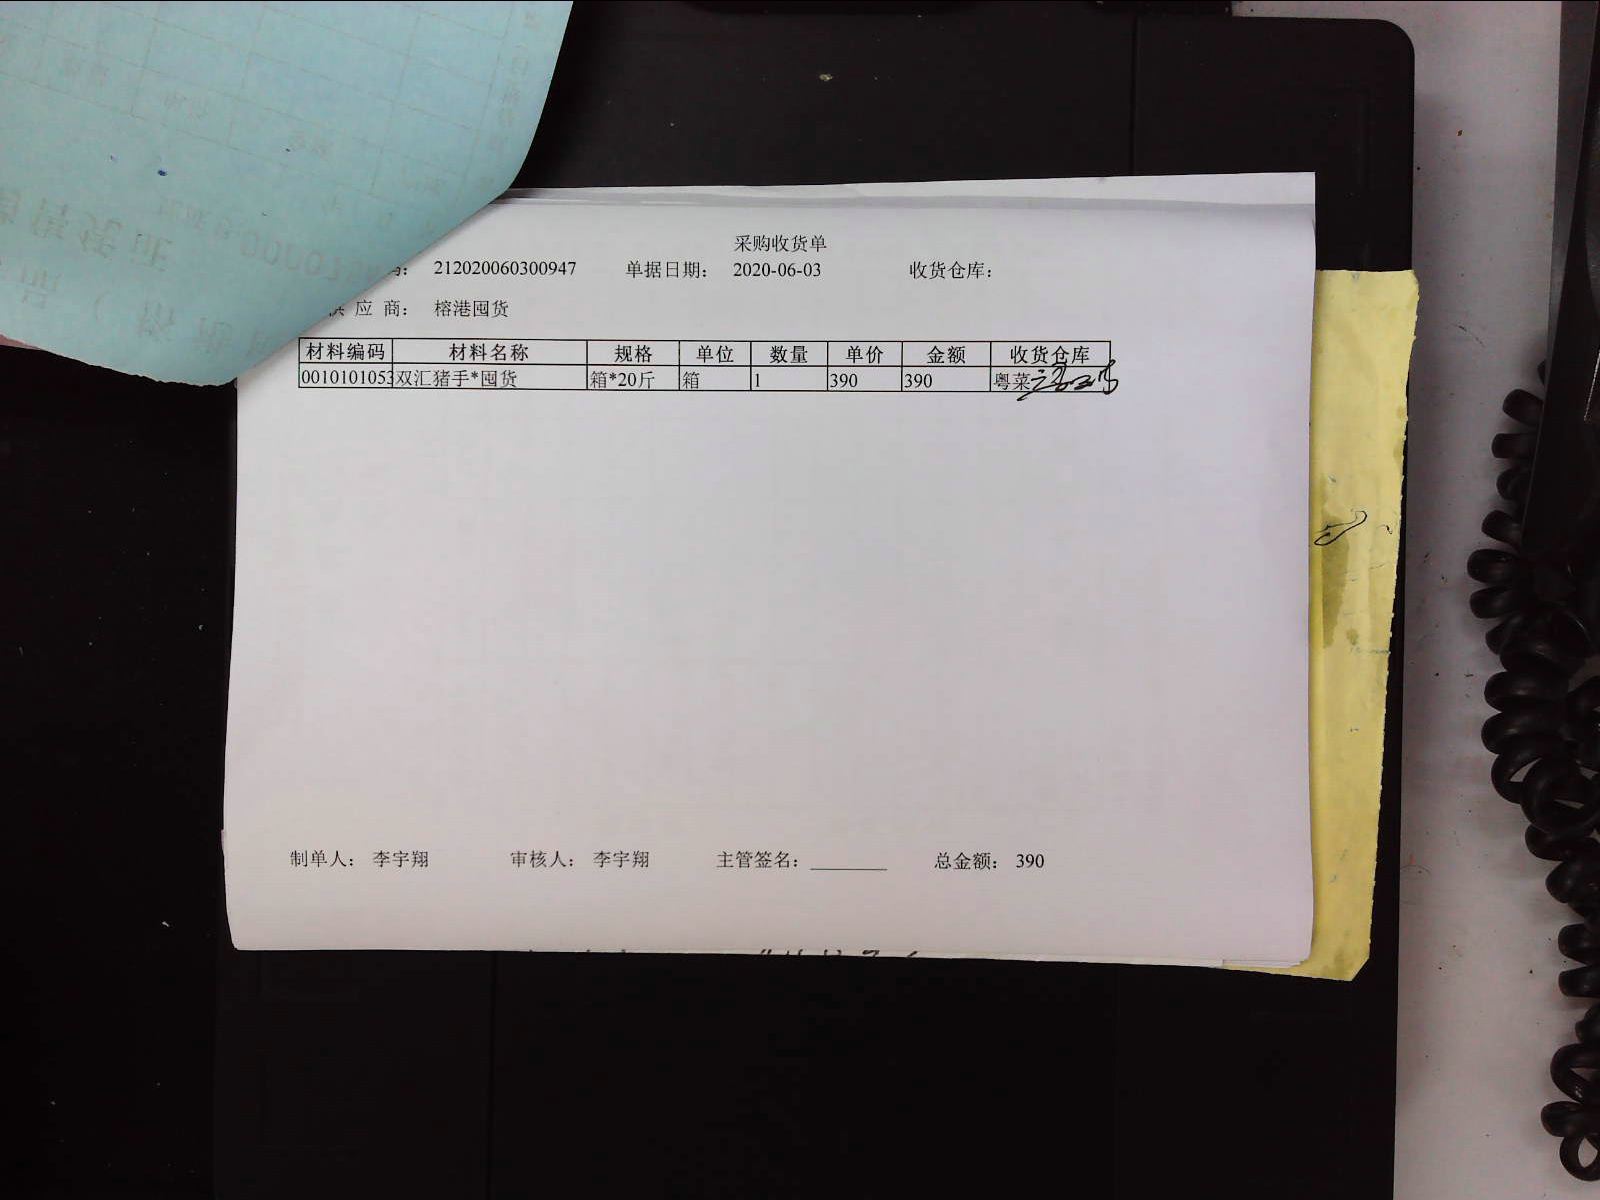 采购收货单
212020060300947 单据日期： 2020-06-03 收货仓库：
应 商： 榕港囤货
材料编码 材料名称 规格 单位 数量 单价 金额 收货仓库
0010101053 双汇猪手*囤货 箱*20斤 箱 1 390 390 粤菜
制单人： 李宇翔 审核人： 李宇翔 主管签名： 总金额： 390